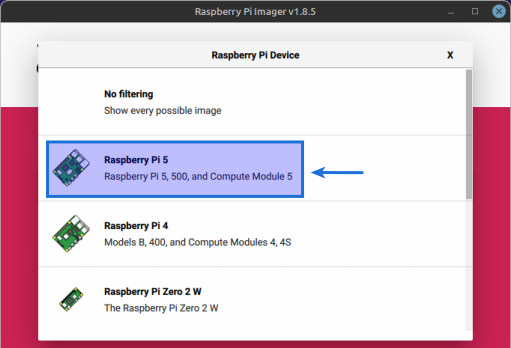 Raspberry Pi Imager v1.8.5
Raspberry Pi Device
X
No filtering
Show every possible image
Raspberry Pi 5
Raspberry Pi 5, 500, and Compute Module 5
Raspberry Pi 4
Models B, 400, and Compute Modules 4, 4S
Raspberry Pi Zero 2 W
The Raspberry Pi Zero 2 W